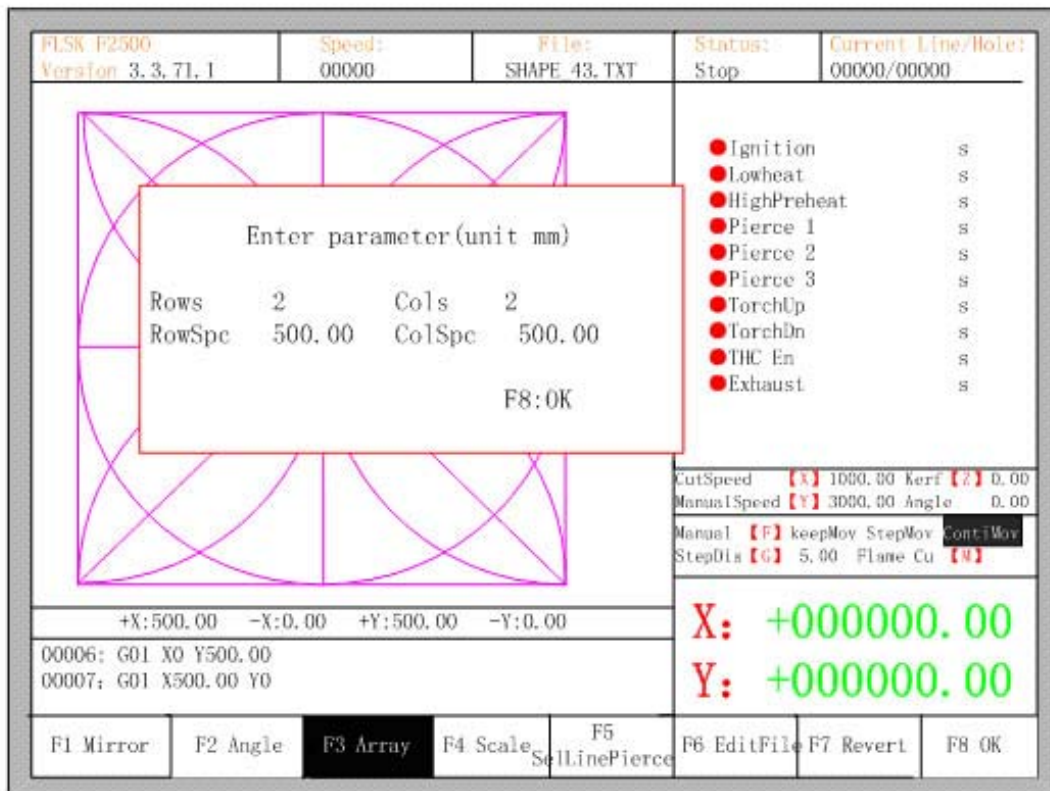 FLSK F2500 Speed: File: Status: Current Line/Hole:
Version 3.3.71.1 00000 SHAPE_43.TXT Stop 00000/00000
Ignition s
Lowheat s
HighPreheat s
Pierce 1 s
Pierce 2 s
Pierce 3 s
TorchUp s
TorchDn s
THC En s
Exhaust s
Enter parameter(unit mm)
Rows 2 Cols 2
RowSpc 500.00 ColSpc 500.00
F8:OK
CutSpeed 【X】 1000.00 Kerf【Z】 0.00
ManualSpeed 【Y】 3000.00 Angle 0.00
Manual 【F】 keepMov StepMov ContiMov
StepDis【G】 5.00 Flame Cu 【M】
+X:500.00 -X:0.00 +Y:500.00 -Y:0.00
00006: G01 X0 Y500.00
00007: G01 X500.00 Y0
X: +000000.00
Y: +000000.00
F1 Mirror F2 Angle F3 Array F4 Scale F5 SelLinePierce F6 EditFile F7 Revert F8 OK